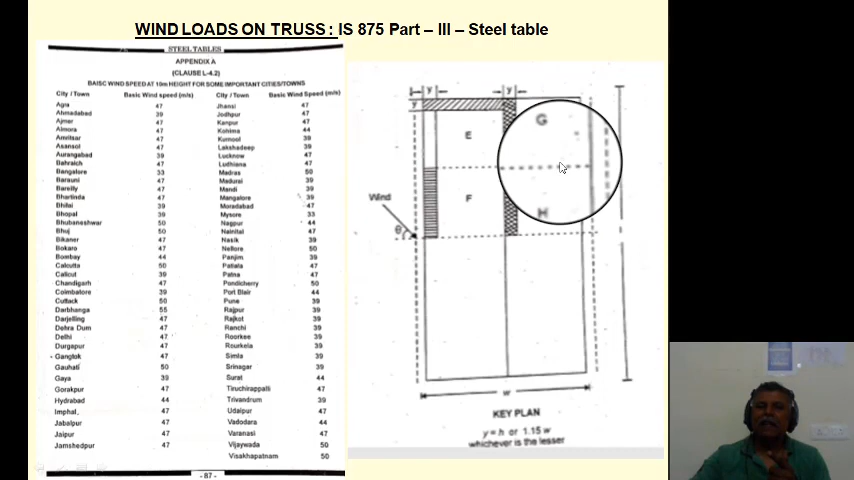 WIND LOADS ON TRUSS : IS 875 Part – III – Steel table
STEEL TABLES
APPENDIX A
(CLAUSE L-4.2)
BAISC WIND SPEED AT 10m HEIGHT FOR SOME IMPORTANT CITIES/TOWNS
City / Town Basic Wind speed (m/s) City / Town Basic Wind Speed (m/s)
Agra 47 Jhansi 47
Ahmadabad 39 Jodhpur 47
Ajmer 47 Kanpur 47
Almora 47 Kohima 44
Amritsar 47 Kurnool 39
Asansol 47 Lakshadeep 39
Aurangabad 39 Lucknow 47
Bahraich 47 Ludhiana 47
Bangalore 33 Madras 50
Barauni 47 Madurai 39
Bareilly 47 Mandi 39
Bhatinda 47 Mangalore 39
Bhilai 39 Moradabad 47
Bhopal 39 Mysore 33
Bhubaneshwar 50 Nagpur 44
Bhuj 50 Nainital 47
Bikaner 47 Nasik 39
Bokaro 47 Nellore 50
Bombay 44 Panjim 39
Calcutta 50 Patiala 47
Calicut 39 Patna 47
Chandigarh 47 Pondicherry 50
Coimbatore 39 Port Blair 44
Cuttack 50 Pune 39
Darbhanga 55 Rajpur 39
Darjeling 47 Rajkot 39
Dehra Dum 47 Ranchi 39
Delhi 47 Roorkee 39
Durgapur 47 Rourkela 39
Gangtok 47 Simla 39
Gauhati 50 Srinagar 39
Gaya 39 Surat 44
Gorakpur 47 Tiruchirappalli 47
Hydrabad 44 Trivandrum 39
Imphal. 47 Udaipur 47
Jabalpur 47 Vadodara 44
Jaipur 47 Varanasi 47
Jamshedpur 47 Vijaywada 50
Visakhapatnam 50
- 87 -
y y
y
E G
F H
Wind
θ
w
KEY PLAN
y = h or 1.15 w
whichever is the lesser